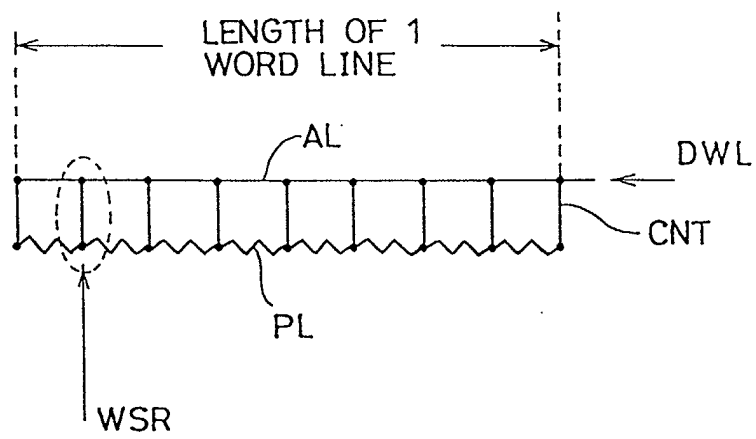 LENGTH OF 1
WORD LINE
AL
DWL
CNT
PL
WSR